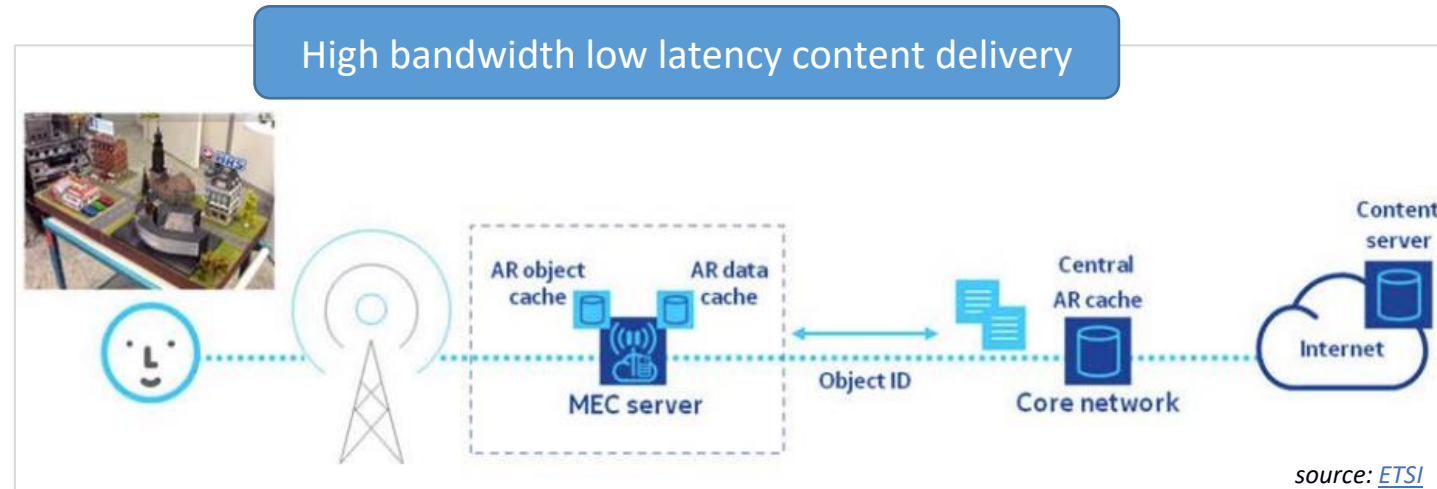 High bandwidth low latency content delivery
HRS
AR object
cache
AR data
cache
MEC server
Object ID
Central
AR cache
Core network
Content
server
Internet
source: ETSI